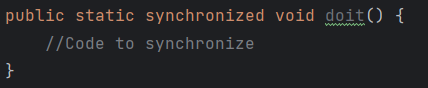 public static synchronized void doit() {
    //Code to synchronize
}